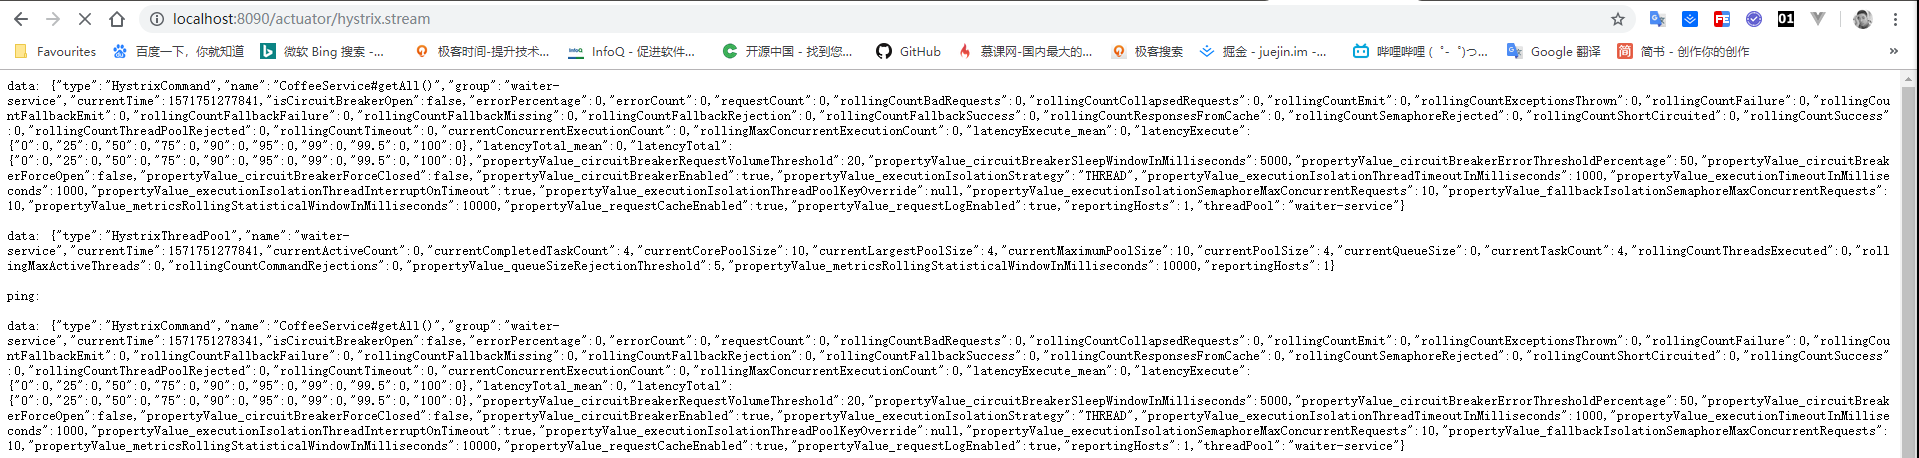 localhost:8090/actuator/hystrix.stream
Favourites 百度一下，你就知道 微软 Bing 搜索 -... 极客时间-提升技术... InfoQ - 促进软件... 开源中国 - 找到您... GitHub 慕课网-国内最大的... 极客搜索 掘金 - juejin.im -... 哔哩哔哩 ( ゜- ゜)つ... Google 翻译 简书 - 创作你的创作 »
data: {"type":"HystrixCommand","name":"CoffeeService#getAll()","group":"waiter-
service","currentTime":1571751277841,"isCircuitBreakerOpen":false,"errorPercentage":0,"errorCount":0,"requestCount":0,"rollingCountBadRequests":0,"rollingCountCollapsedRequests":0,"rollingCountEmit":0,"rollingCountExceptionsThrown":0,"rollingCountFailure":0,"rollingCou
ntFallbackEmit":0,"rollingCountFallbackFailure":0,"rollingCountFallbackMissing":0,"rollingCountFallbackRejection":0,"rollingCountFallbackSuccess":0,"rollingCountResponsesFromCache":0,"rollingCountSemaphoreRejected":0,"rollingCountShortCircuited":0,"rollingCountSuccess"
:0,"rollingCountThreadPoolRejected":0,"rollingCountTimeout":0,"currentConcurrentExecutionCount":0,"rollingMaxConcurrentExecutionCount":0,"latencyExecute_mean":0,"latencyExecute":
{"0":0,"25":0,"50":0,"75":0,"90":0,"95":0,"99":0,"99.5":0,"100":0},"latencyTotal_mean":0,"latencyTotal":
{"0":0,"25":0,"50":0,"75":0,"90":0,"95":0,"99":0,"99.5":0,"100":0},"propertyValue_circuitBreakerRequestVolumeThreshold":20,"propertyValue_circuitBreakerSleepWindowInMilliseconds":5000,"propertyValue_circuitBreakerErrorThresholdPercentage":50,"propertyValue_circuitBreak
erForceOpen":false,"propertyValue_circuitBreakerForceClosed":false,"propertyValue_circuitBreakerEnabled":true,"propertyValue_executionIsolationStrategy":"THREAD","propertyValue_executionIsolationThreadTimeoutInMilliseconds":1000,"propertyValue_executionTimeoutInMillise
conds":1000,"propertyValue_executionIsolationThreadInterruptOnTimeout":true,"propertyValue_executionIsolationThreadPoolKeyOverride":null,"propertyValue_executionIsolationSemaphoreMaxConcurrentRequests":10,"propertyValue_fallbackIsolationSemaphoreMaxConcurrentRequests":
10,"propertyValue_metricsRollingStatisticalWindowInMilliseconds":10000,"propertyValue_requestCacheEnabled":true,"propertyValue_requestLogEnabled":true,"reportingHosts":1,"threadPool":"waiter-service"}
data: {"type":"HystrixThreadPool","name":"waiter-
service","currentTime":1571751277841,"currentActiveCount":0,"currentCompletedTaskCount":4,"currentCorePoolSize":10,"currentLargestPoolSize":4,"currentMaximumPoolSize":10,"currentPoolSize":4,"currentQueueSize":0,"currentTaskCount":4,"rollingCountThreadsExecuted":0,"rol
lingMaxActiveThreads":0,"rollingCountCommandRejections":0,"propertyValue_queueSizeRejectionThreshold":5,"propertyValue_metricsRollingStatisticalWindowInMilliseconds":10000,"reportingHosts":1}
ping:
data: {"type":"HystrixCommand","name":"CoffeeService#getAll()","group":"waiter-
service","currentTime":1571751278341,"isCircuitBreakerOpen":false,"errorPercentage":0,"errorCount":0,"requestCount":0,"rollingCountBadRequests":0,"rollingCountCollapsedRequests":0,"rollingCountEmit":0,"rollingCountExceptionsThrown":0,"rollingCountFailure":0,"rollingCou
ntFallbackEmit":0,"rollingCountFallbackFailure":0,"rollingCountFallbackMissing":0,"rollingCountFallbackRejection":0,"rollingCountFallbackSuccess":0,"rollingCountResponsesFromCache":0,"rollingCountSemaphoreRejected":0,"rollingCountShortCircuited":0,"rollingCountSuccess"
:0,"rollingCountThreadPoolRejected":0,"rollingCountTimeout":0,"currentConcurrentExecutionCount":0,"rollingMaxConcurrentExecutionCount":0,"latencyExecute_mean":0,"latencyExecute":
{"0":0,"25":0,"50":0,"75":0,"90":0,"95":0,"99":0,"99.5":0,"100":0},"latencyTotal_mean":0,"latencyTotal":
{"0":0,"25":0,"50":0,"75":0,"90":0,"95":0,"99":0,"99.5":0,"100":0},"propertyValue_circuitBreakerRequestVolumeThreshold":20,"propertyValue_circuitBreakerSleepWindowInMilliseconds":5000,"propertyValue_circuitBreakerErrorThresholdPercentage":50,"propertyValue_circuitBreak
erForceOpen":false,"propertyValue_circuitBreakerForceClosed":false,"propertyValue_circuitBreakerEnabled":true,"propertyValue_executionIsolationStrategy":"THREAD","propertyValue_executionIsolationThreadTimeoutInMilliseconds":1000,"propertyValue_executionTimeoutInMillise
conds":1000,"propertyValue_executionIsolationThreadInterruptOnTimeout":true,"propertyValue_executionIsolationThreadPoolKeyOverride":null,"propertyValue_executionIsolationSemaphoreMaxConcurrentRequests":10,"propertyValue_fallbackIsolationSemaphoreMaxConcurrentRequests":
10,"propertyValue_metricsRollingStatisticalWindowInMilliseconds":10000,"propertyValue_requestCacheEnabled":true,"propertyValue_requestLogEnabled":true,"reportingHosts":1,"threadPool":"waiter-service"}